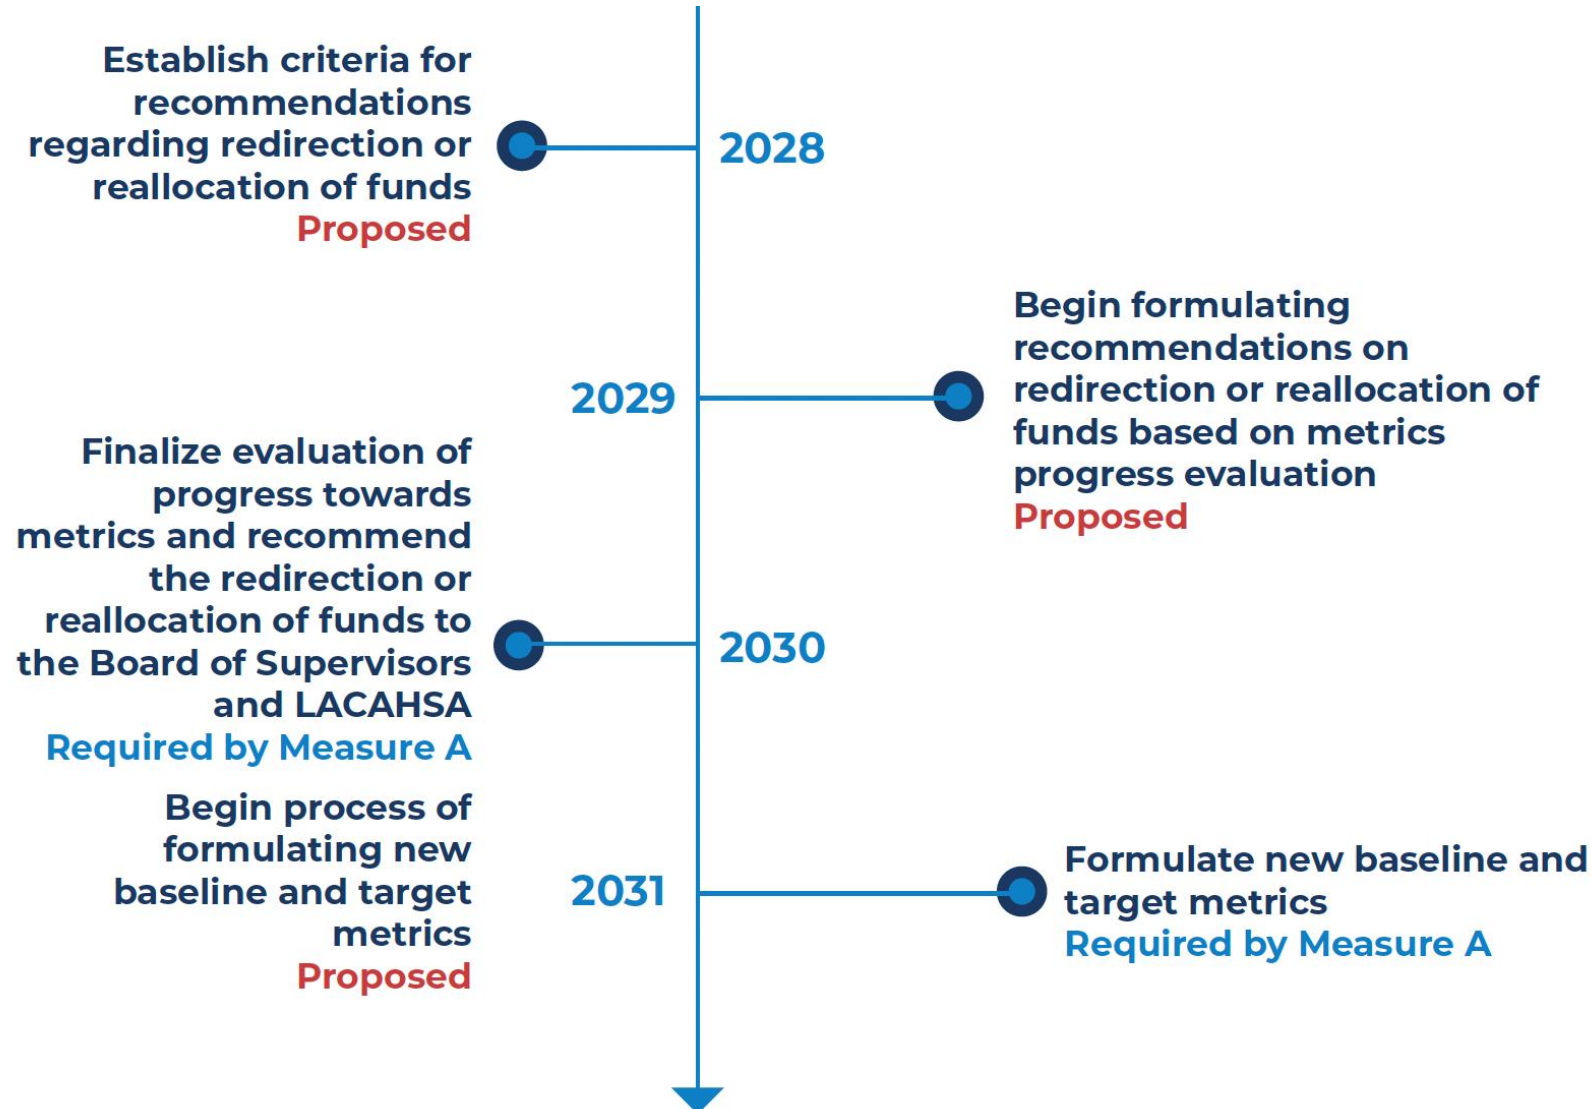 Establish criteria for
recommendations
regarding redirection or
reallocation of funds
Proposed
2028
2029
Begin formulating
recommendations on
redirection or reallocation of
funds based on metrics
progress evaluation
Proposed
Finalize evaluation of
progress towards
metrics and recommend
the redirection or
reallocation of funds to
the Board of Supervisors
and LACAHSA
Required by Measure A
2030
Begin process of
formulating new
baseline and target
metrics
Proposed
2031
Formulate new baseline and
target metrics
Required by Measure A